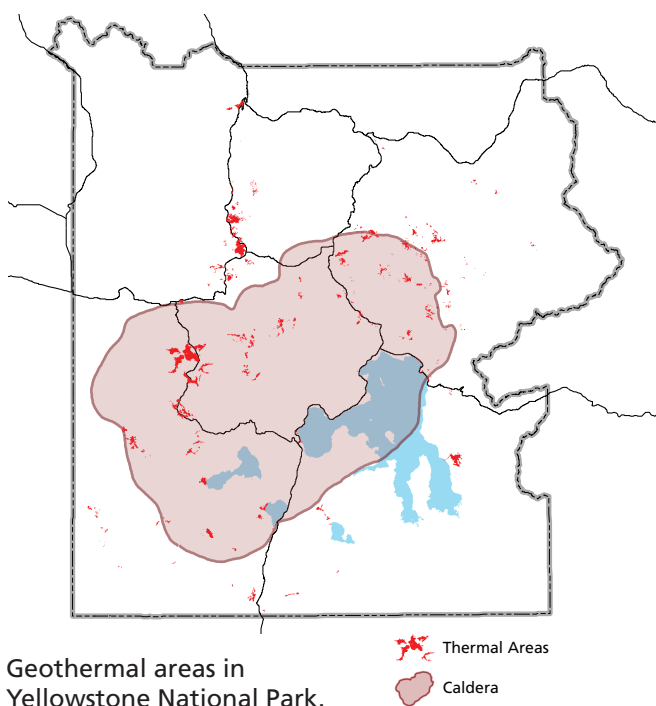 Thermal Areas
Geothermal areas in
Yellowstone National Park.
Caldera